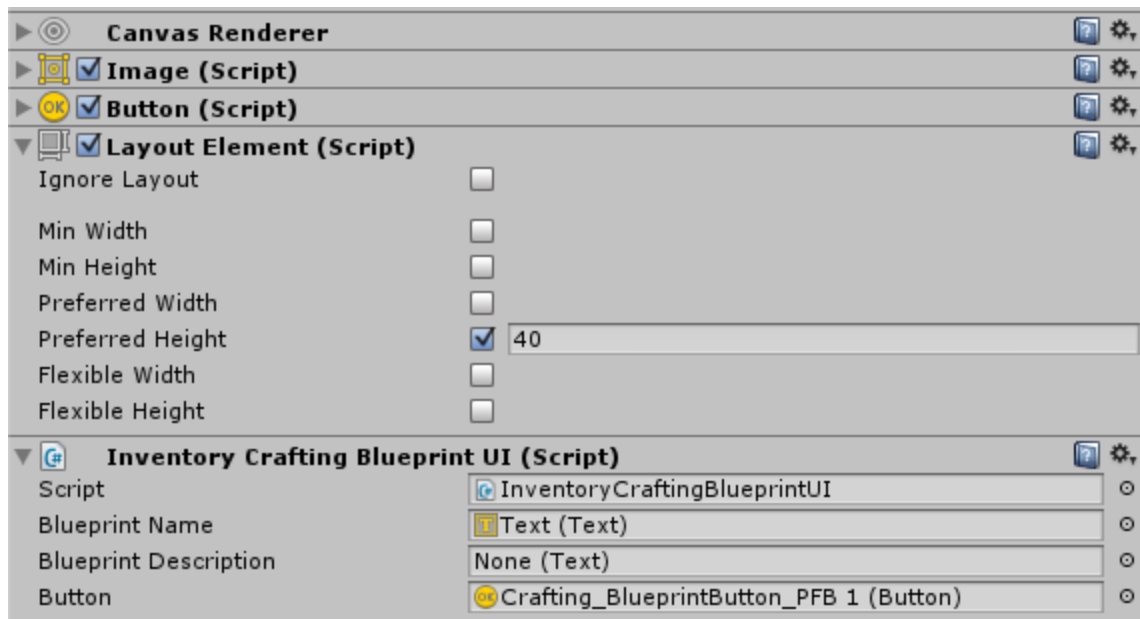 Canvas Renderer
Image (Script)
OK Button (Script)
Layout Element (Script)
Ignore Layout
Min Width
Min Height
Preferred Width
Preferred Height 40
Flexible Width
Flexible Height
C# Inventory Crafting Blueprint UI (Script)
Script InventoryCraftingBlueprintUI
Blueprint Name T Text (Text)
Blueprint Description None (Text)
Button OK Crafting_BlueprintButton_PFB 1 (Button)